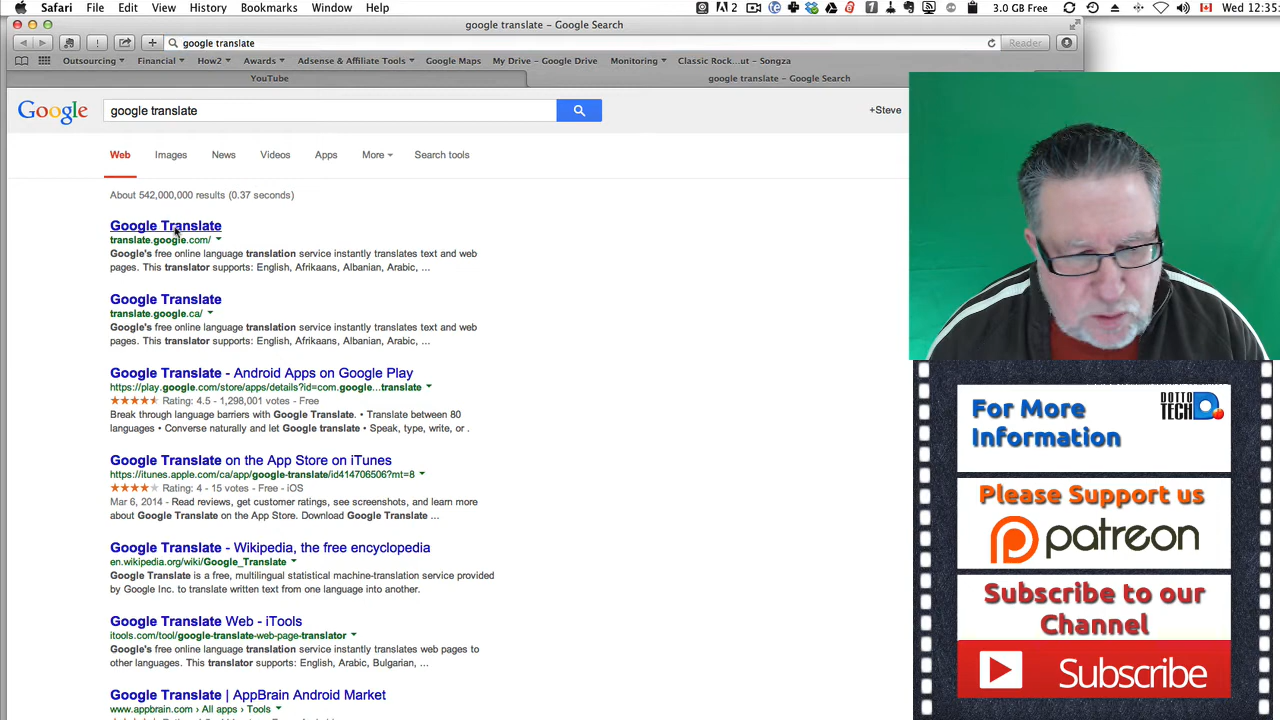 Safari File Edit View History Bookmarks Window Help 2 3.0 GB Free Wed 12:35
google translate – Google Search
google translate Reader
Outsourcing Financial How2 Awards Adsense & Affiliate Tools Google Maps My Drive – Google Drive Monitoring Classic Rock…ut – Songza
YouTube google translate – Google Search
Google google translate +Steve
Web Images News Videos Apps More Search tools
About 542,000,000 results (0.37 seconds)
Google Translate
translate.google.com/
Google's free online language translation service instantly translates text and web
pages. This translator supports: English, Afrikaans, Albanian, Arabic, ...
Google Translate
translate.google.ca/
Google's free online language translation service instantly translates text and web
pages. This translator supports: English, Afrikaans, Albanian, Arabic, ...
Google Translate - Android Apps on Google Play
https://play.google.com/store/apps/details?id=com.google...translate
Rating: 4.5 - 1,298,001 votes - Free
Break through language barriers with Google Translate. • Translate between 80
languages • Converse naturally and let Google translate • Speak, type, write, or .
Google Translate on the App Store on iTunes
https://itunes.apple.com/ca/app/google-translate/id414706506?mt=8
Rating: 4 - 15 votes - Free - iOS
Mar 6, 2014 - Read reviews, get customer ratings, see screenshots, and learn more
about Google Translate on the App Store. Download Google Translate ...
Google Translate - Wikipedia, the free encyclopedia
en.wikipedia.org/wiki/Google_Translate
Google Translate is a free, multilingual statistical machine-translation service provided
by Google Inc. to translate written text from one language into another.
Google Translate Web - iTools
itools.com/tool/google-translate-web-page-translator
Google's free online language translation service instantly translates web pages to
other languages. This translator supports: English, Arabic, Bulgarian, ...
Google Translate | AppBrain Android Market
www.appbrain.com › All apps › Tools
For More
Information
DOTTO
TECH
Please Support us
patreon
Subscribe to our
Channel
Subscribe